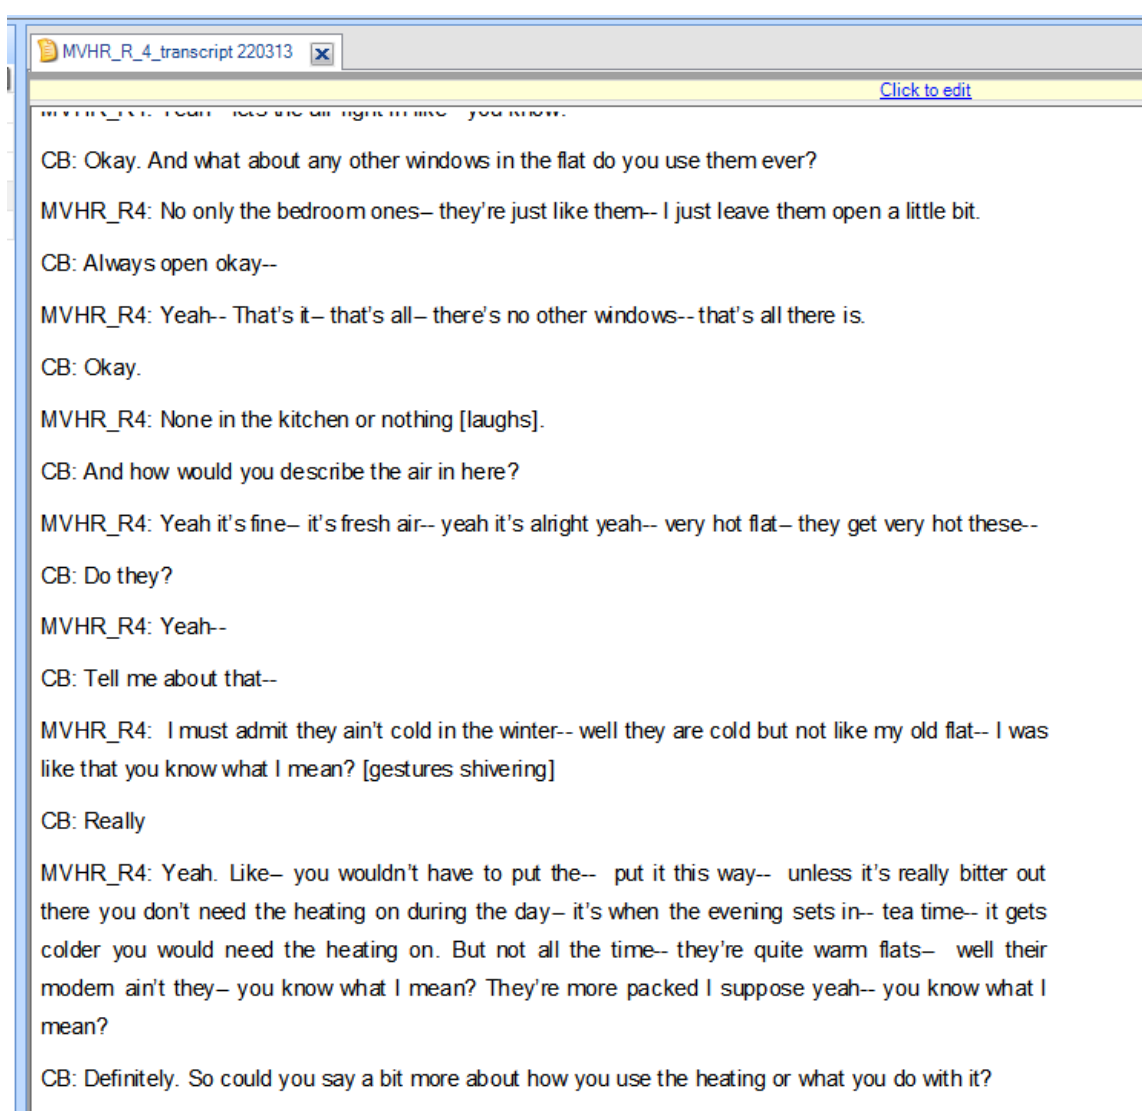 MVHR_R_4_transcript 220313
Click to edit
Yeah-- lets the air right in like-- you know.
CB: Okay. And what about any other windows in the flat do you use them ever?
MVHR_R4: No only the bedroom ones– they’re just like them-- I just leave them open a little bit.
CB: Always open okay--
MVHR_R4: Yeah-- That’s it– that’s all– there’s no other windows-- that’s all there is.
CB: Okay.
MVHR_R4: None in the kitchen or nothing [laughs].
CB: And how would you describe the air in here?
MVHR_R4: Yeah it’s fine– it’s fresh air-- yeah it’s alright yeah-- very hot flat– they get very hot these--
CB: Do they?
MVHR_R4: Yeah--
CB: Tell me about that--
MVHR_R4: I must admit they ain’t cold in the winter-- well they are cold but not like my old flat-- I was
like that you know what I mean? [gestures shivering]
CB: Really
MVHR_R4: Yeah. Like– you wouldn’t have to put the-- put it this way-- unless it’s really bitter out
there you don’t need the heating on during the day– it’s when the evening sets in-- tea time-- it gets
colder you would need the heating on. But not all the time-- they’re quite warm flats– well their
modern ain’t they– you know what I mean? They’re more packed I suppose yeah-- you know what I
mean?
CB: Definitely. So could you say a bit more about how you use the heating or what you do with it?